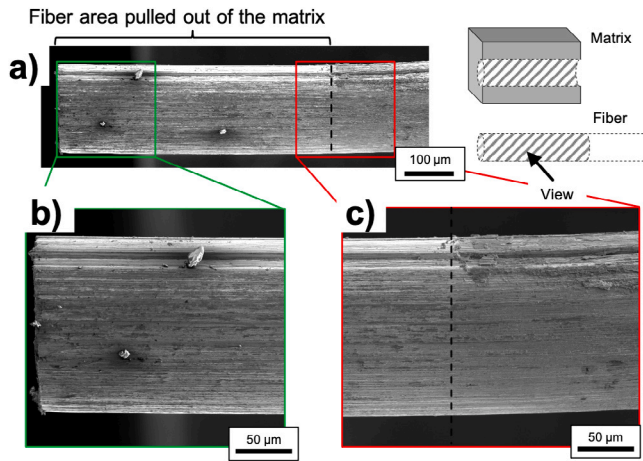 Fiber area pulled out of the matrix
a)
100 µm
Matrix
Fiber
View
b)
50 µm
c)
50 µm